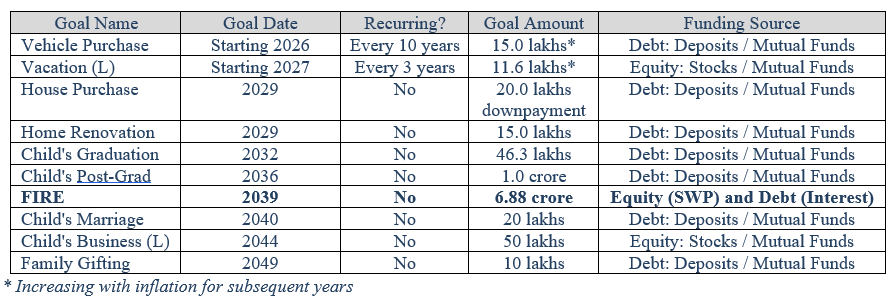 Goal Name Goal Date Recurring? Goal Amount Funding Source
Vehicle Purchase Starting 2026 Every 10 years 15.0 lakhs* Debt: Deposits / Mutual Funds
Vacation (L) Starting 2027 Every 3 years 11.6 lakhs* Equity: Stocks / Mutual Funds
House Purchase 2029 No 20.0 lakhs Debt: Deposits / Mutual Funds
downpayment
Home Renovation 2029 No 15.0 lakhs Debt: Deposits / Mutual Funds
Child's Graduation 2032 No 46.3 lakhs Debt: Deposits / Mutual Funds
Child's Post-Grad 2036 No 1.0 crore Debt: Deposits / Mutual Funds
FIRE 2039 No 6.88 crore Equity (SWP) and Debt (Interest)
Child's Marriage 2040 No 20 lakhs Debt: Deposits / Mutual Funds
Child's Business (L) 2044 No 50 lakhs Equity: Stocks / Mutual Funds
Family Gifting 2049 No 10 lakhs Debt: Deposits / Mutual Funds
* Increasing with inflation for subsequent years